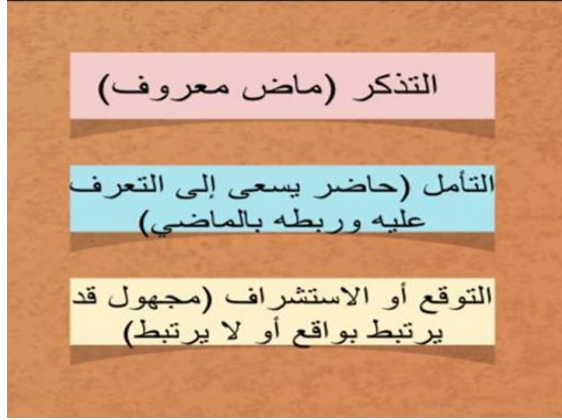 التذكر (ماض معروف)
التأمل (حاضر يسعى إلى التعرف
عليه وربطه بالماضي)
التوقع أو الاستشراف (مجهول قد
يرتبط بواقع أو لا يرتبط)